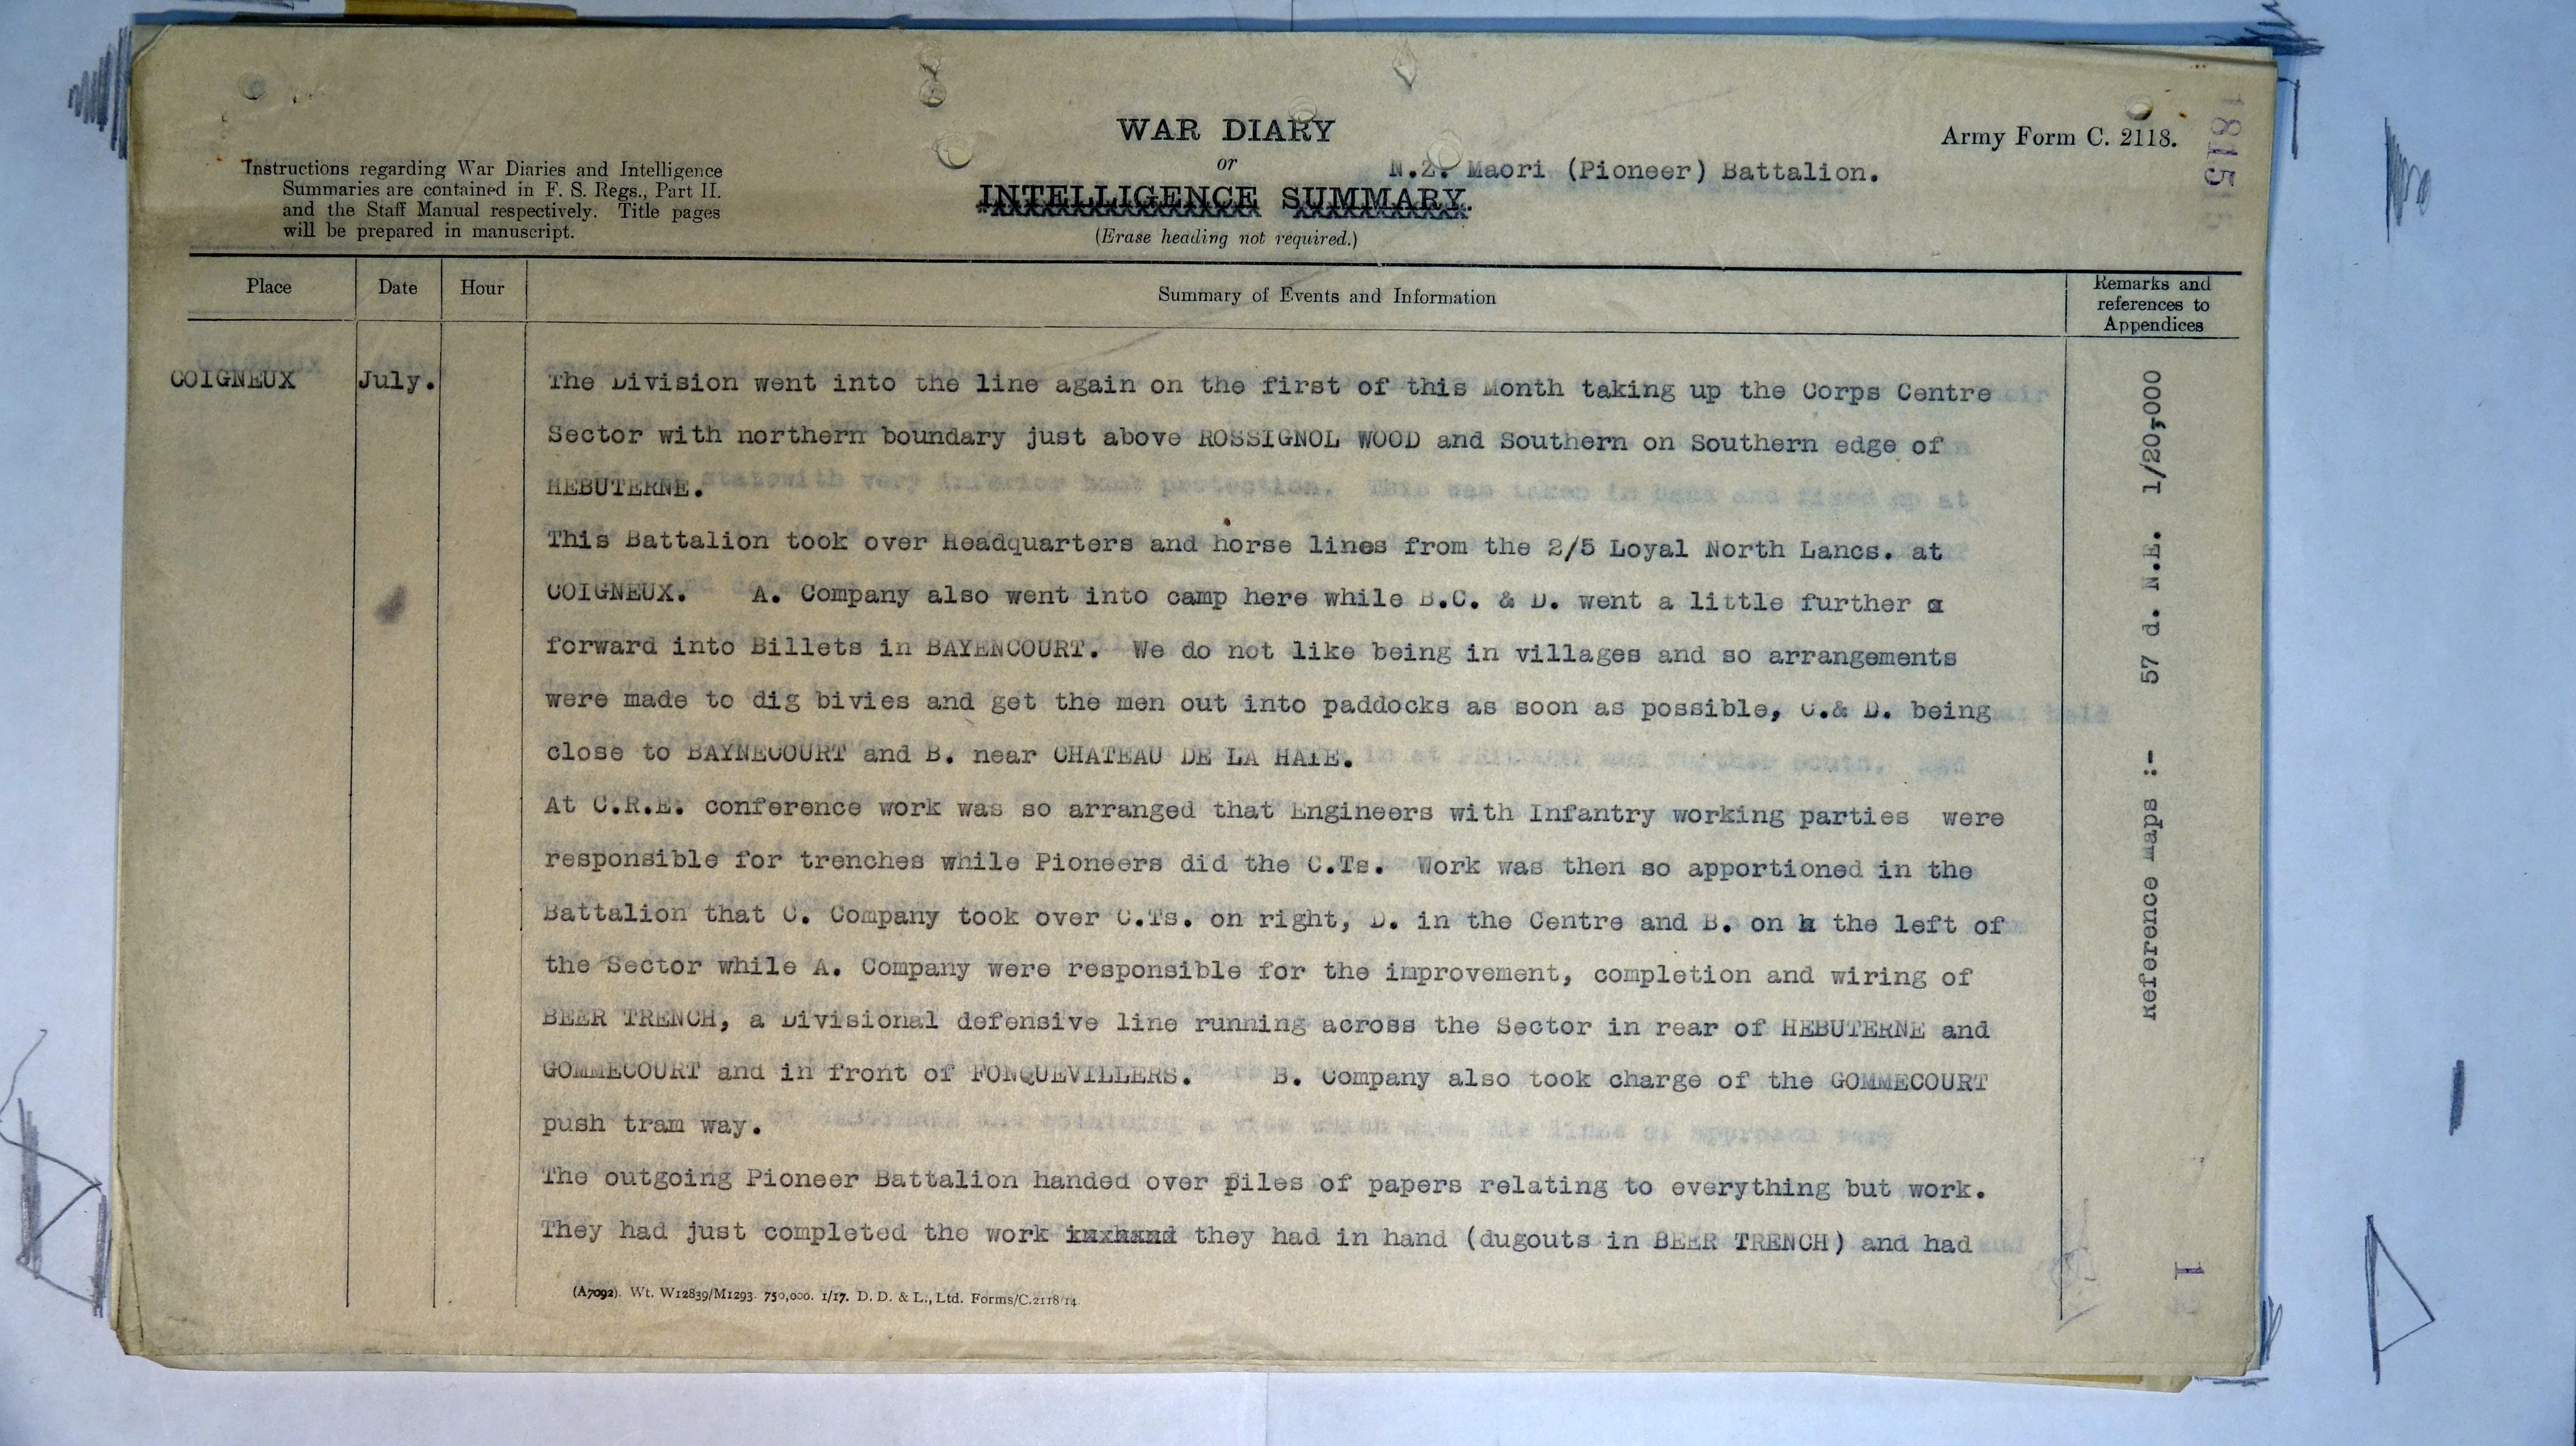 WAR DIARY
or
INTELLIGENCE SUMMARY.
(Erase heading not required.)
N.Z. Maori (Pioneer) Battalion.
Army Form C. 2118.
Instructions regarding War Diaries and Intelligence
Summaries are contained in F. S. Regs., Part II.
and the Staff Manual respectively. Title pages
will be prepared in manuscript.
Place
Date
Hour
Summary of Events and Information
Remarks and
references to
Appendices
COIGNEUX
July.
The Division went into the line again on the first of this Month taking up the Corps Centre
Sector with northern boundary just above ROSSIGNOL WOOD and Southern on Southern edge of
HEBUTERNE.
This Battalion took over Headquarters and horse lines from the 2/5 Loyal North Lancs. at
COIGNEUX. A. Company also went into camp here while B.C. & D. went a little further
forward into Billets in BAYENCOURT. We do not like being in villages and so arrangements
were made to dig bivies and get the men out into paddocks as soon as possible, C.& D. being
close to BAYNECOURT and B. near CHATEAU DE LA HAIE.
At C.R.E. conference work was so arranged that Engineers with Infantry working parties were
responsible for trenches while Pioneers did the C.Ts. Work was then so apportioned in the
Battalion that C. Company took over C.Ts. on right, D. in the Centre and B. on the left of
the Sector while A. Company were responsible for the improvement, completion and wiring of
BEER TRENCH, a Divisional defensive line running across the Sector in rear of HEBUTERNE and
GOMMECOURT and in front of FONQUEVILLERS. B. Company also took charge of the GOMMECOURT
push tram way.
The outgoing Pioneer Battalion handed over piles of papers relating to everything but work.
They had just completed the work inxhand they had in hand (dugouts in BEER TRENCH) and had
Reference maps :- 57 d. N.E. 1/20,000
(A7092). Wt. W12839/M1293. 750,000. 1/17. D. D. & L., Ltd. Forms/C.2118/14.
1